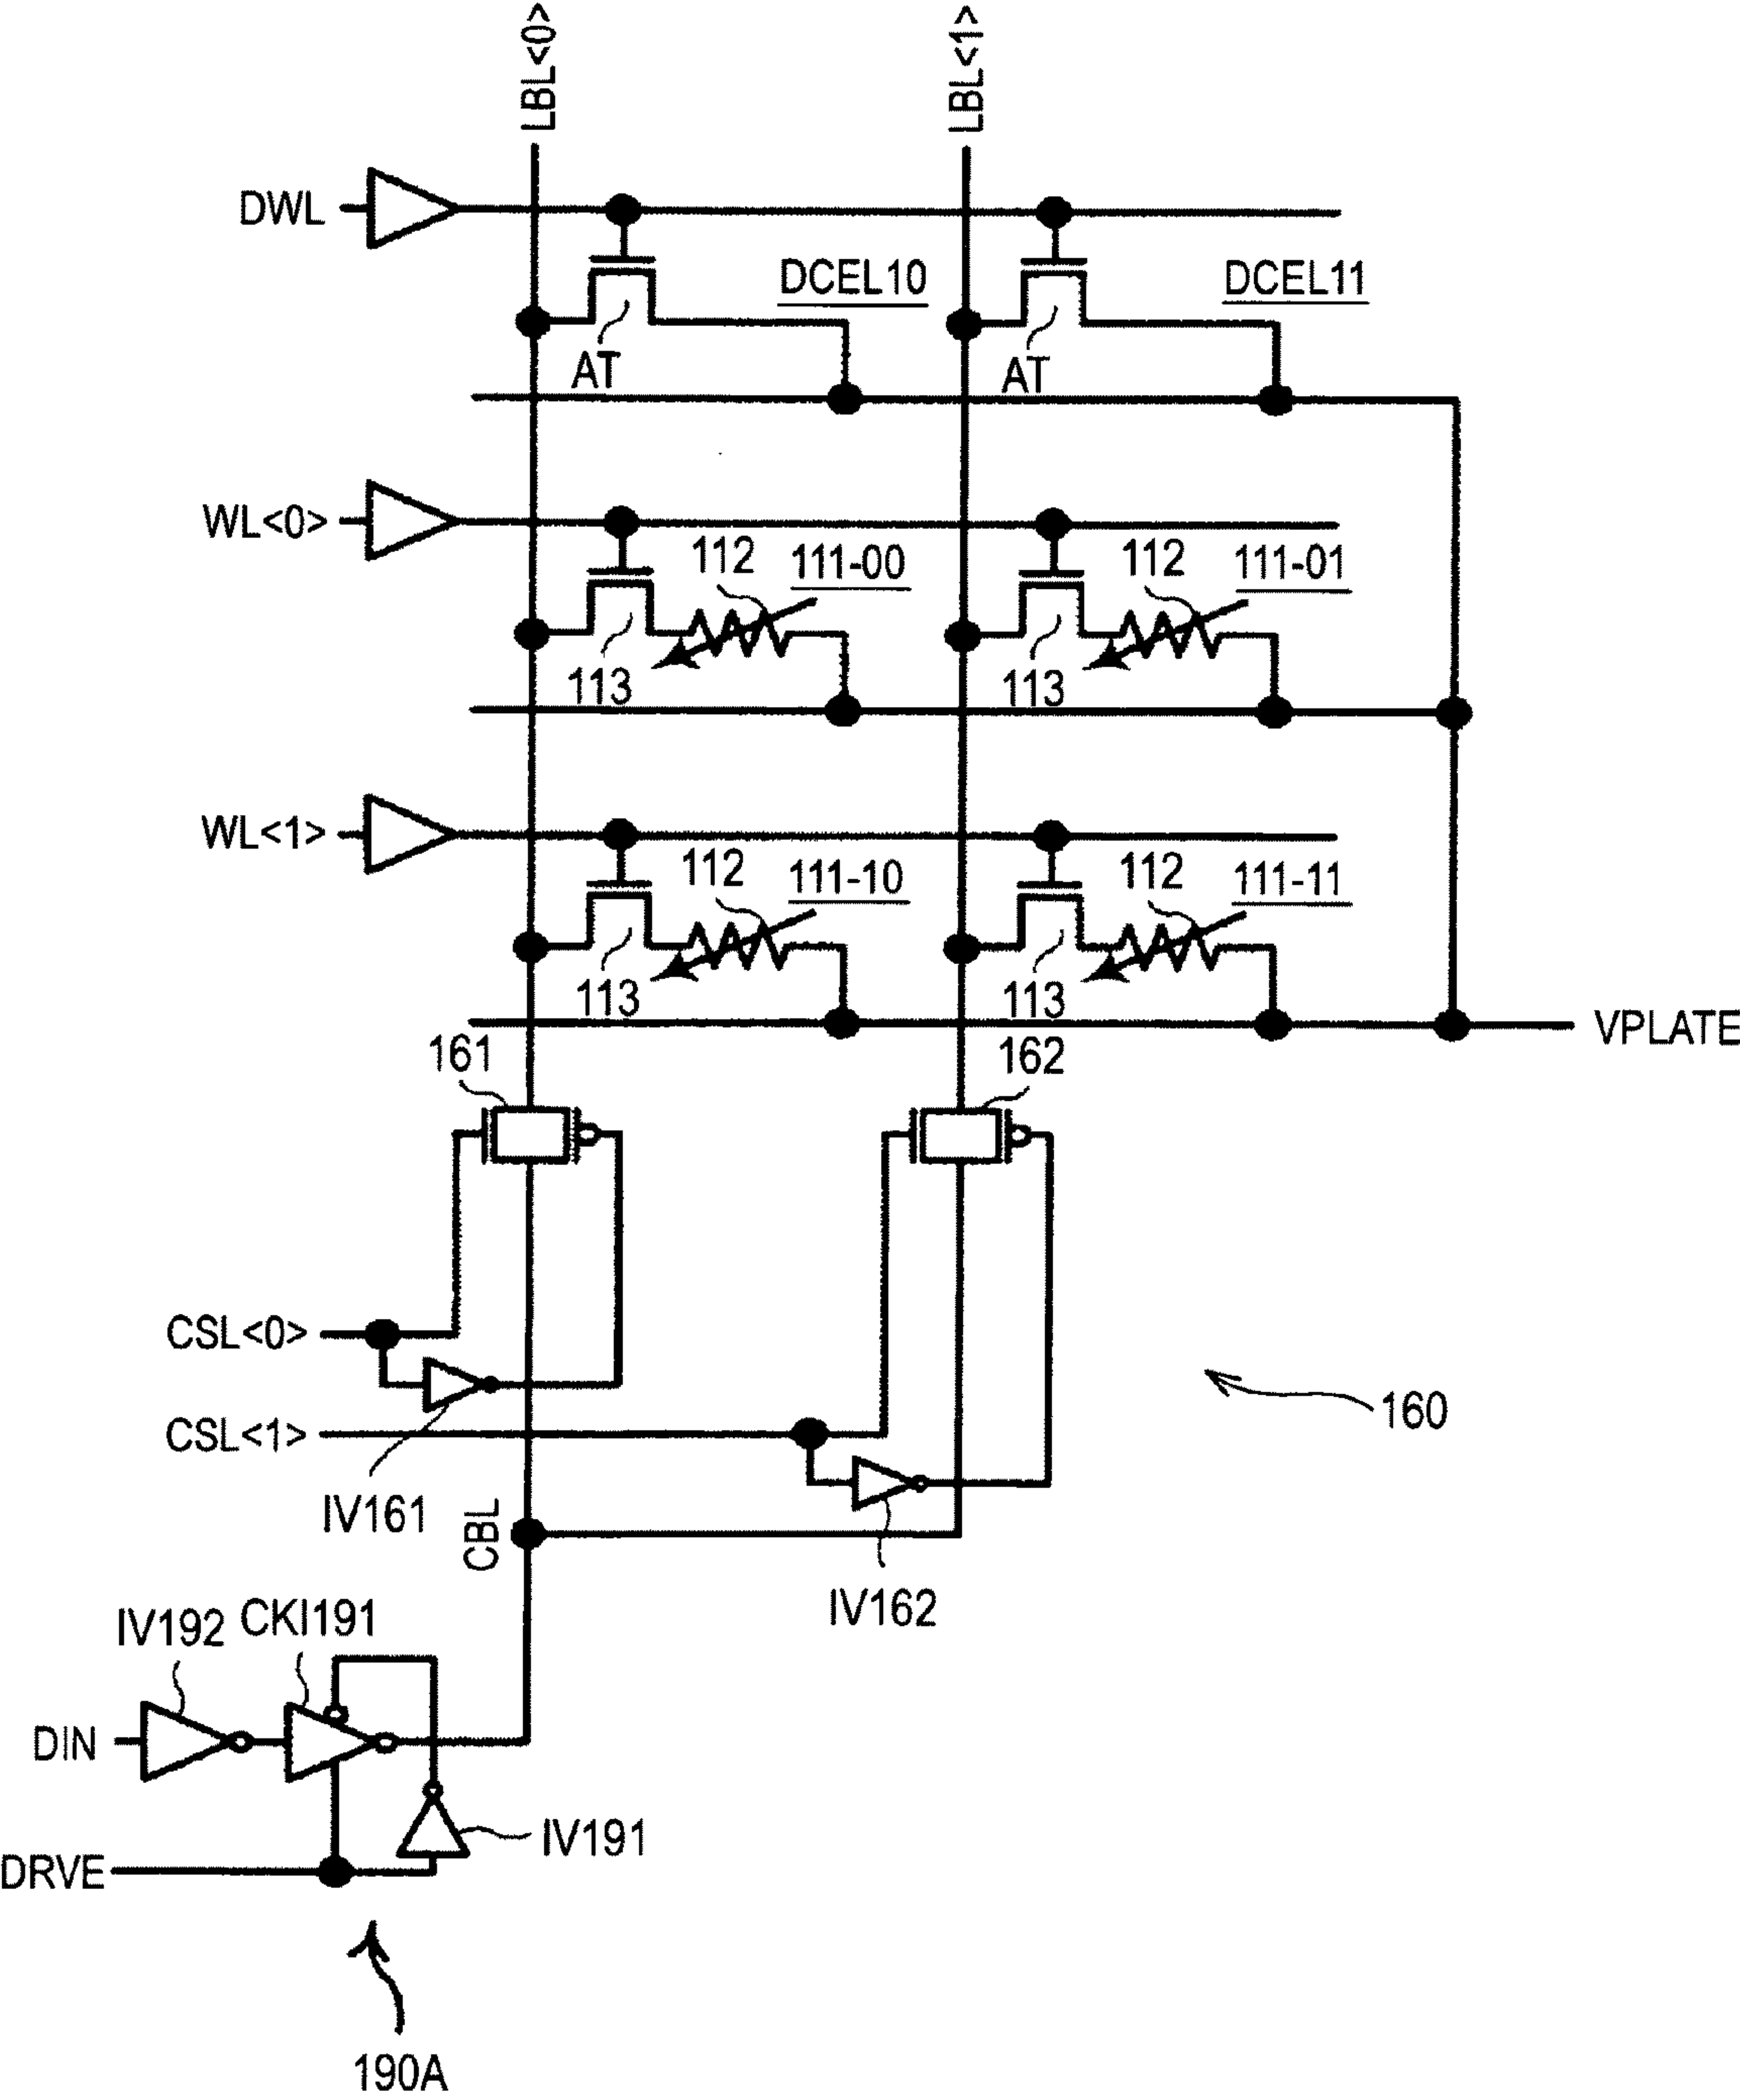 LBL<0>
LBL<1>
DWL
DCEL10
DCEL11
AT
AT
WL<0>
112
111-00
112
111-01
113
113
WL<1>
112
111-10
112
111-11
113
113
VPLATE
161
162
CSL<0>
CSL<1>
160
IV161
CBL
IV162
IV192
CKI191
DIN
IV191
DRVE
190A